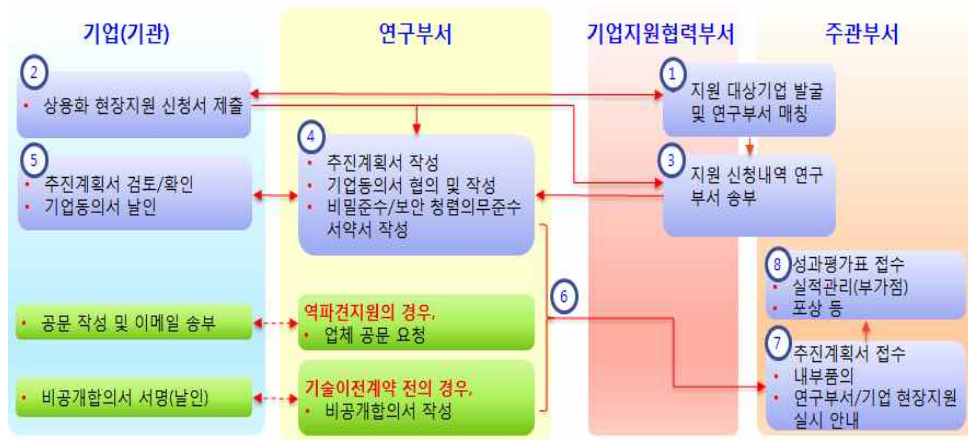 기업(기관)
연구부서
기업지원협력부서
주관부서
2
• 상용화 현장지원 신청서 제출
1
지원 대상기업 발굴
및 연구부서 매칭
4
• 추진계획서 작성
• 기업동의서 협의 및 작성
• 비밀준수/보안 청렴의무준수
서약서 작성
5
• 추진계획서 검토/확인
• 기업동의서 날인
3
지원 신청내역 연구
부서 송부
8
성과평가표 접수
• 실적관리(부가점)
• 포상 등
6
• 공문 작성 및 이메일 송부
역파견지원의 경우,
• 업체 공문 요청
7
추진계획서 접수
• 내부품의
• 연구부서/기업 현장지원
실시 안내
• 비공개합의서 서명(날인)
기술이전계약 전의 경우,
• 비공개합의서 작성